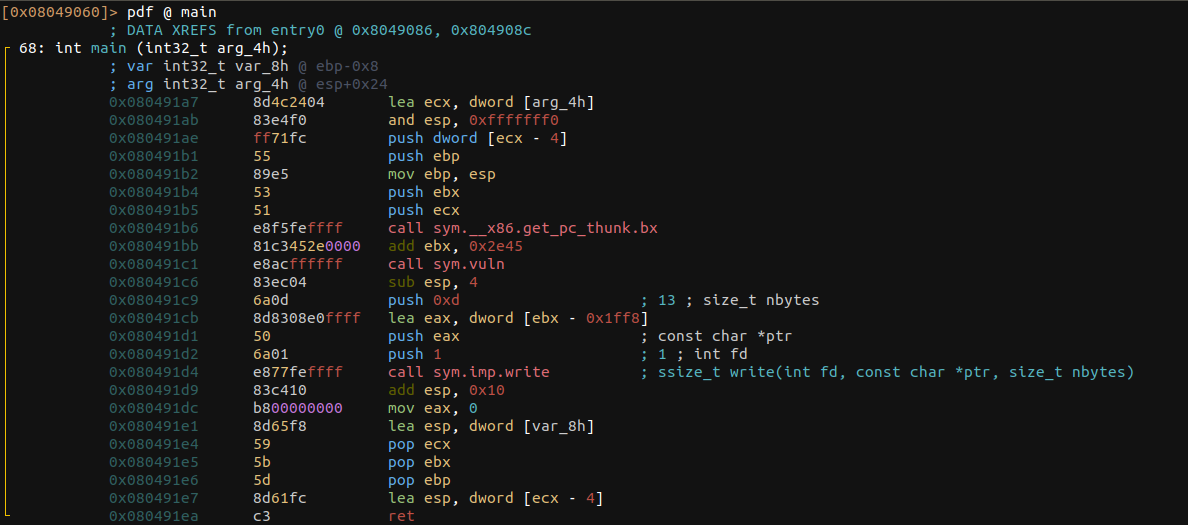 [0x08049060]> pdf @ main
; DATA XREFS from entry0 @ 0x8049086, 0x804908c
68: int main (int32_t arg_4h);
; var int32_t var_8h @ ebp-0x8
; arg int32_t arg_4h @ esp+0x24
0x080491a7 8d4c2404 lea ecx, dword [arg_4h]
0x080491ab 83e4f0 and esp, 0xfffffff0
0x080491ae ff71fc push dword [ecx - 4]
0x080491b1 55 push ebp
0x080491b2 89e5 mov ebp, esp
0x080491b4 53 push ebx
0x080491b5 51 push ecx
0x080491b6 e8f5feffff call sym.__x86.get_pc_thunk.bx
0x080491bb 81c3452e0000 add ebx, 0x2e45
0x080491c1 e8acffffff call sym.vuln
0x080491c6 83ec04 sub esp, 4
0x080491c9 6a0d push 0xd ; 13 ; size_t nbytes
0x080491cb 8d8308e0ffff lea eax, dword [ebx - 0x1ff8]
0x080491d1 50 push eax ; const char *ptr
0x080491d2 6a01 push 1 ; 1 ; int fd
0x080491d4 e877feffff call sym.imp.write ; ssize_t write(int fd, const char *ptr, size_t nbytes)
0x080491d9 83c410 add esp, 0x10
0x080491dc b800000000 mov eax, 0
0x080491e1 8d65f8 lea esp, dword [var_8h]
0x080491e4 59 pop ecx
0x080491e5 5b pop ebx
0x080491e6 5d pop ebp
0x080491e7 8d61fc lea esp, dword [ecx - 4]
0x080491ea c3 ret